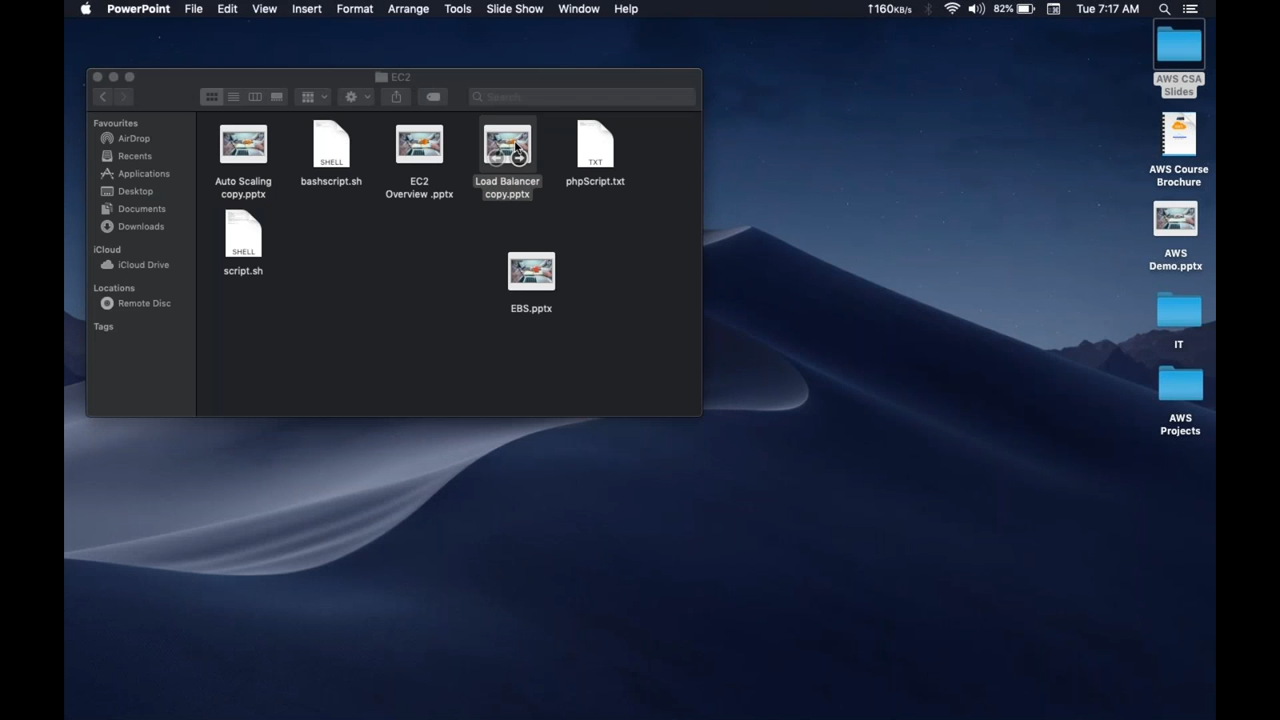 PowerPoint File Edit View Insert Format Arrange Tools Slide Show Window Help
↑160KB/s 82% Tue 7:17 AM
EC2
Search
Favourites
AirDrop
Recents
Applications
Desktop
Documents
Downloads
iCloud
iCloud Drive
Locations
Remote Disc
Tags
Auto Scaling
copy.pptx
SHELL
bashscript.sh
EC2
Overview .pptx
Load Balancer
copy.pptx
TXT
phpScript.txt
SHELL
script.sh
EBS.pptx
AWS CSA
Slides
AWS Course
Brochure
AWS
Demo.pptx
IT
AWS
Projects